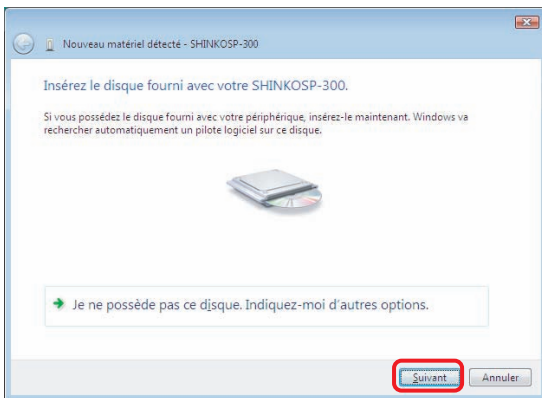 Nouveau matériel détecté - SHINKOSP-300
Insérez le disque fourni avec votre SHINKOSP-300.
Si vous possédez le disque fourni avec votre périphérique, insérez-le maintenant. Windows va
rechercher automatiquement un pilote logiciel sur ce disque.
Je ne possède pas ce disque. Indiquez-moi d'autres options.
Suivant
Annuler